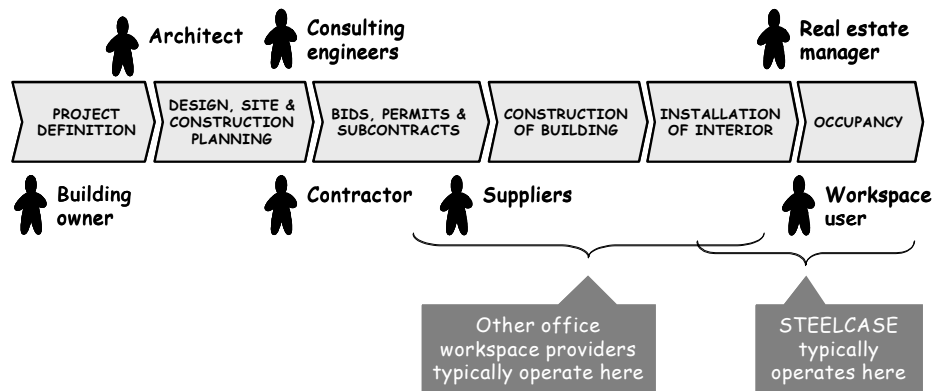 Architect
Consulting
engineers
Real estate
manager
PROJECT
DEFINITION
DESIGN, SITE &
CONSTRUCTION
PLANNING
BIDS, PERMITS &
SUBCONTRACTS
CONSTRUCTION
OF BUILDING
INSTALLATION
OF INTERIOR
OCCUPANCY
Building
owner
Contractor
Suppliers
Workspace
user
Other office
workspace providers
typically operate here
STEELCASE
typically
operates here